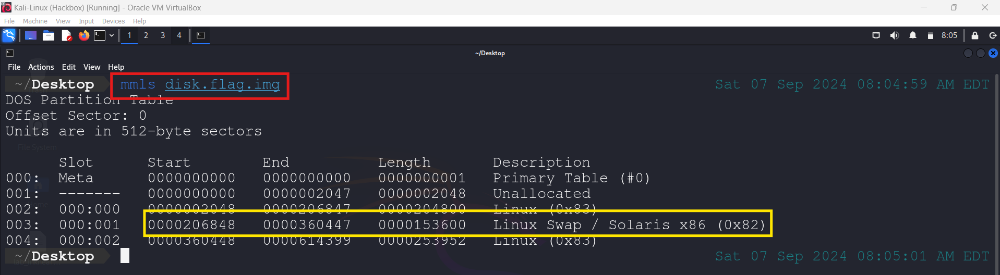 Kali-Linux (Hackbox) [Running] - Oracle VM VirtualBox
File Machine View Input Devices Help
1 2 3 4 8:05
~/Desktop
File Actions Edit View Help
~/Desktop mmls disk.flag.img Sat 07 Sep 2024 08:04:59 AM EDT
DOS Partition Table
Offset Sector: 0
Units are in 512-byte sectors
File System
Slot Start End Length Description
000: Meta 0000000000 0000000000 0000000001 Primary Table (#0)
001: ------- 0000000000 0000002047 0000002048 Unallocated
002: 000:000 0000002048 0000206847 0000204800 Linux (0x83)
003: 000:001 0000206848 0000360447 0000153600 Linux Swap / Solaris x86 (0x82)
004: 000:002 0000360448 0000614399 0000253952 Linux (0x83)
~/Desktop Sat 07 Sep 2024 08:05:01 AM EDT